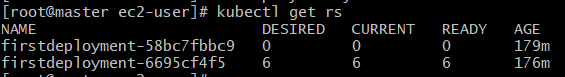 [root@master ec2-user]# kubectl get rs
NAME DESIRED CURRENT READY AGE
firstdeployment-58bc7fbbc9 0 0 0 179m
firstdeployment-6695cf4f5 6 6 6 176m